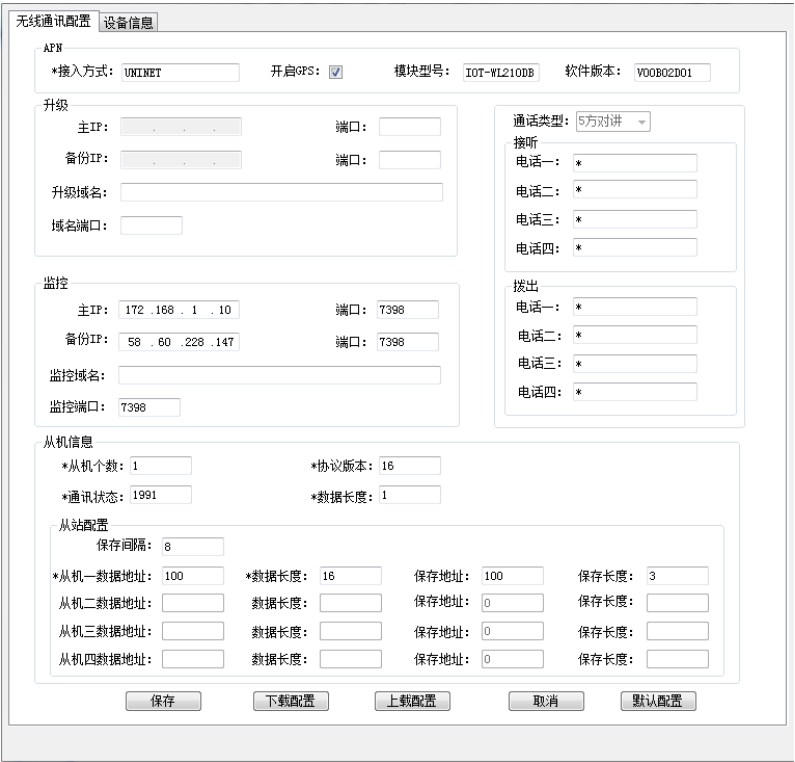 无线通讯配置 设备信息
APN
*接入方式: UNINET 开启GPS: 模块型号: IOT-WL210DB 软件版本: V00B02D01
升级
主IP: . . . 端口:
备份IP: . . . 端口:
升级域名:
域名端口:
通话类型: 5方对讲
接听
电话一: *
电话二: *
电话三: *
电话四: *
监控
主IP: 172 .168 . 1 . 10 端口: 7398
备份IP: 58 . 60 .228 .147 端口: 7398
监控域名:
监控端口: 7398
拨出
电话一: *
电话二: *
电话三: *
电话四: *
从机信息
*从机个数: 1 *协议版本: 16
*通讯状态: 1991 *数据长度: 1
从站配置
保存间隔: 8
*从机一数据地址: 100 *数据长度: 16 保存地址: 100 保存长度: 3
从机二数据地址: 数据长度: 保存地址: 0 保存长度:
从机三数据地址: 数据长度: 保存地址: 0 保存长度:
从机四数据地址: 数据长度: 保存地址: 0 保存长度:
保存 下载配置 上载配置 取消 默认配置